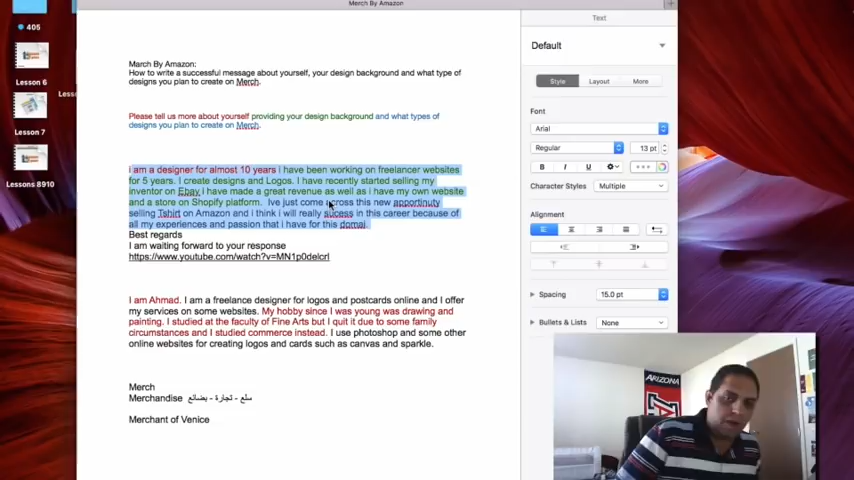 March By Amazon
405
Lesson 6
Less
Lesson 7
Lessons 8910
March By Amazon:
How to write a successful message about yourself, your design background and what type of
designs you plan to create on Merch.
Please tell us more about yourself providing your design background and what types of
designs you plan to create on Merch.
i am a designer for almost 10 years i have been working on freelancer websites
for 5 years. I create designs and Logos. I have recently started selling my
inventor on Ebay i have made a great revenue as well as i have my own website
and a store on Shopify platform. Ive just come across this new apportinuty
selling Tshirt on Amazon and i think i will really sucess in this career because of
all my experiences and passion that i have for this domai.
Best regards
I am waiting forward to your response
https://www.youtube.com/watch?v=MN1p0delcrI
I am Ahmad. I am a freelance designer for logos and postcards online and I offer
my services on some websites. My hobby since I was young was drawing and
painting. I studied at the faculty of Fine Arts but I quit it due to some family
circumstances and I studied commerce instead. I use photoshop and some other
online websites for creating logos and cards such as canvas and sparkle.
Merch
Merchandise سلع - تجارة - بضائع
Merchant of Venice
Text
Default
Style
Layout
More
Font
Arial
Regular
13 pt
B
I
U
Character Styles
Multiple
Alignment
Spacing
15.0 pt
Bullets & Lists
None
ARIZONA
A